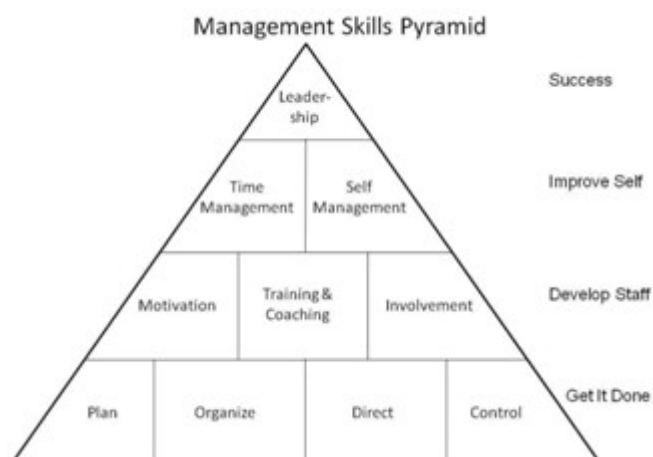 Management Skills Pyramid
Leader-
ship
Success
Time
Management
Self
Management
Improve Self
Motivation
Training &
Coaching
Involvement
Develop Staff
Plan
Organize
Direct
Control
Get It Done